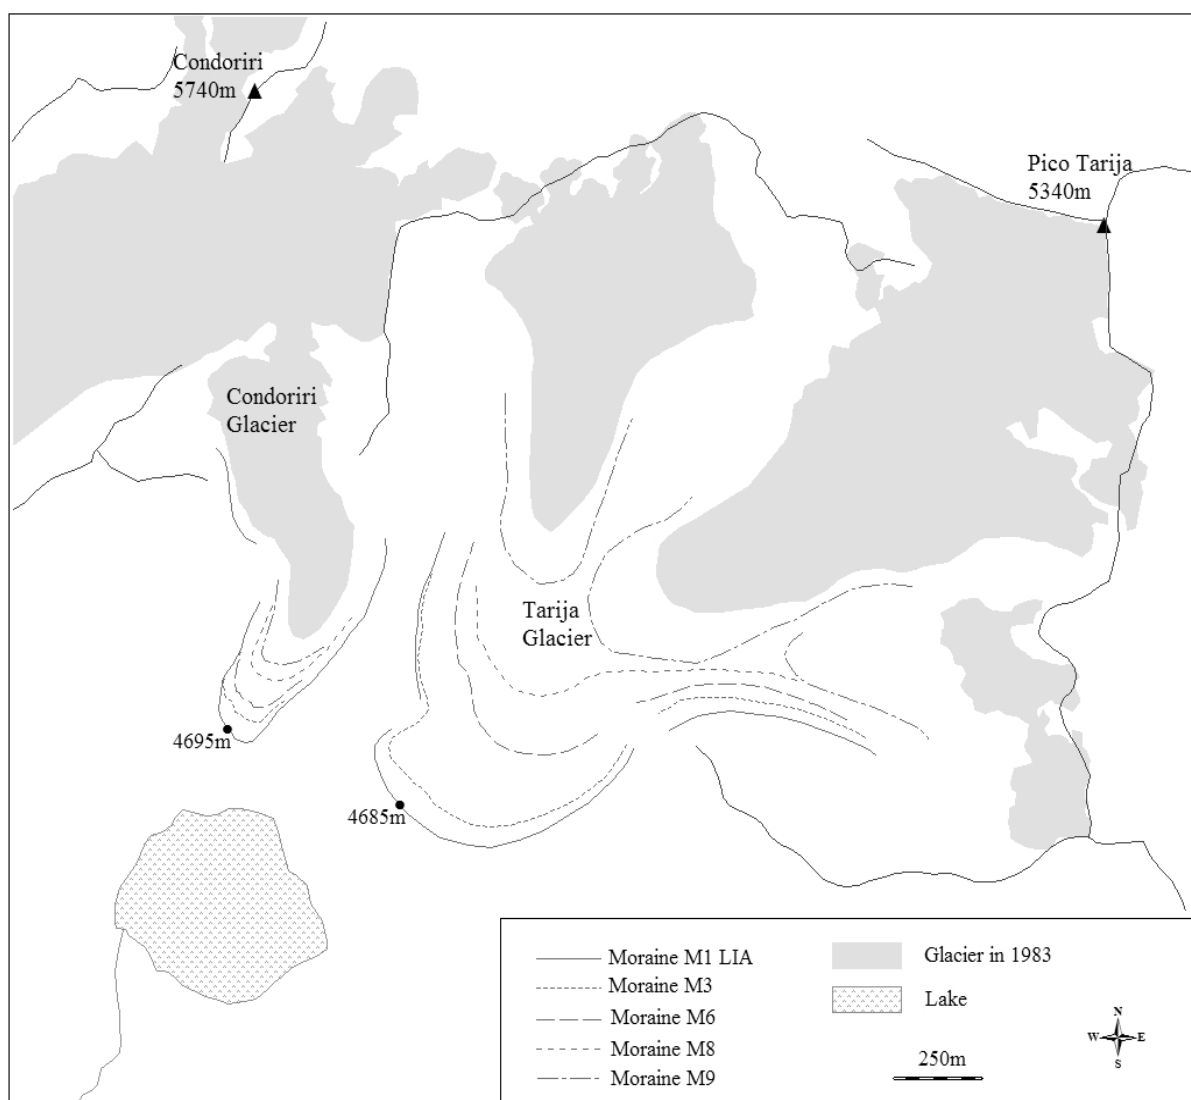 Condoriri
5740m
Pico Tarija
5340m
Condoriri
Glacier
Tarija
Glacier
4695m
4685m
Moraine M1 LIA
Moraine M3
Moraine M6
Moraine M8
Moraine M9
Glacier in 1983
Lake
250m
N
W E
S